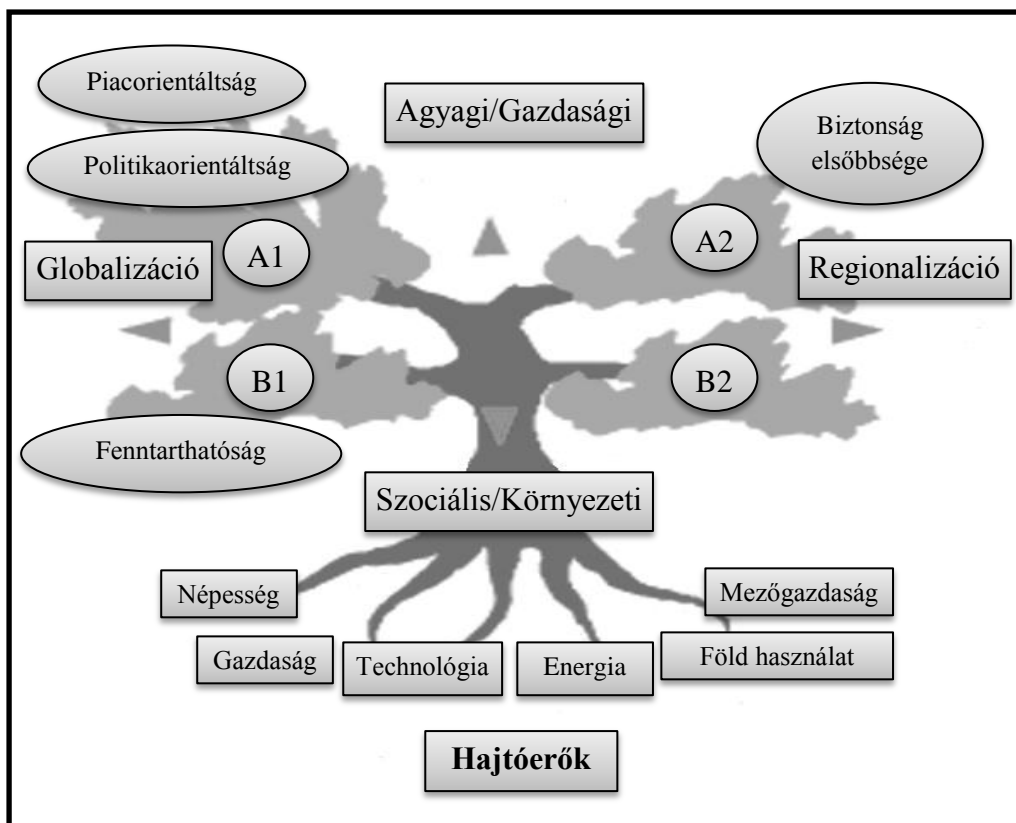 Piacorientáltság
Agyagi/Gazdasági
Biztonság
elsőbbsége
Politikaorientáltság
A1
A2
Globalizáció
Regionalizáció
B1
B2
Fenntarthatóság
Szociális/Környezeti
Népesség
Mezőgazdaság
Gazdaság
Technológia
Energia
Föld használat
Hajtóerők